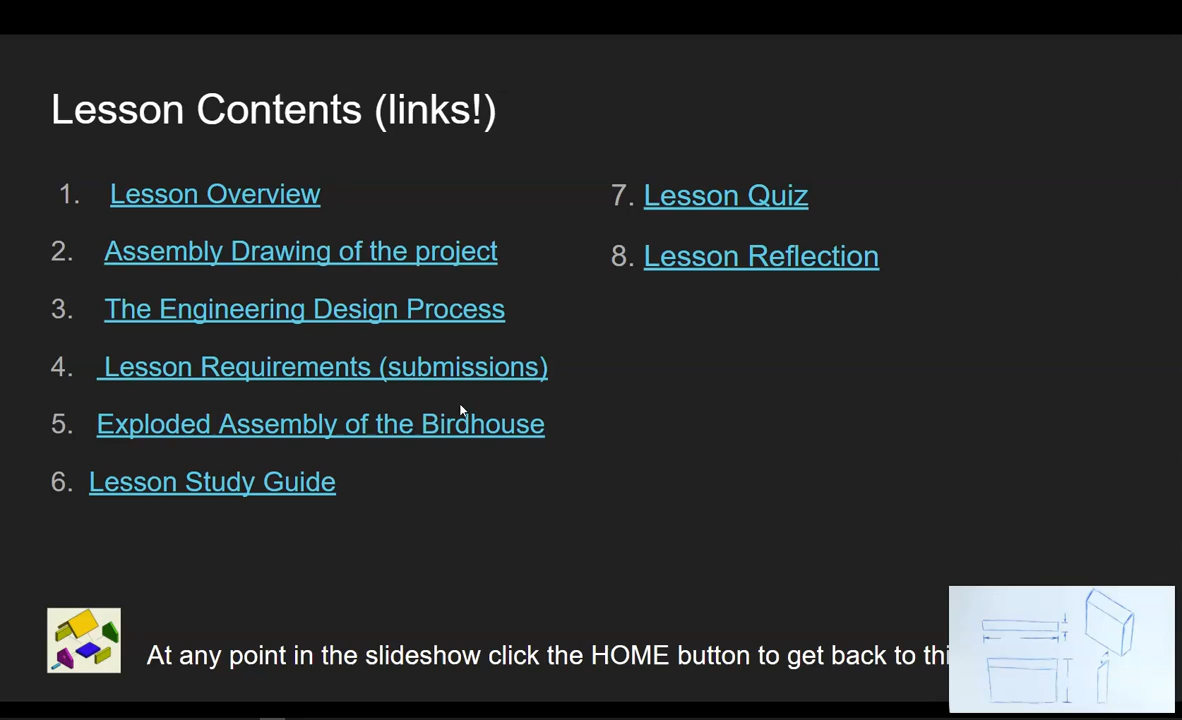 Lesson Contents (links!)
1. Lesson Overview
2. Assembly Drawing of the project
3. The Engineering Design Process
4. Lesson Requirements (submissions)
5. Exploded Assembly of the Birdhouse
6. Lesson Study Guide
7. Lesson Quiz
8. Lesson Reflection
At any point in the slideshow click the HOME button to get back to